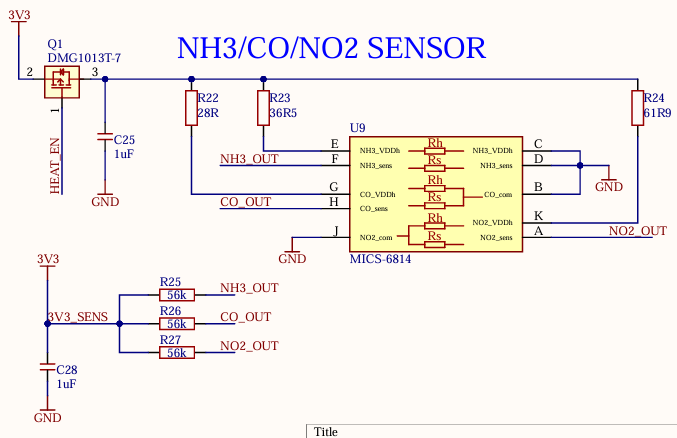 3V3
NH3/CO/NO2 SENSOR
Q1
DMG1013T-7
2
3
1
HEAT_EN
C25
1uF
GND
R22
28R
R23
36R5
R24
61R9
U9
E
NH3_VDDh
Rh
NH3_VDDh
C
NH3_OUT
F
NH3_sens
Rs
NH3_sens
D
GND
G
CO_VDDh
Rh
CO_com
B
CO_OUT
H
CO_sens
Rs
Rh
NO2_VDDh
K
J
NO2_com
Rs
NO2_sens
A
NO2_OUT
GND
MICS-6814
3V3
3V3_SENS
R25
56k
NH3_OUT
R26
56k
CO_OUT
R27
56k
NO2_OUT
C28
1uF
GND
Title